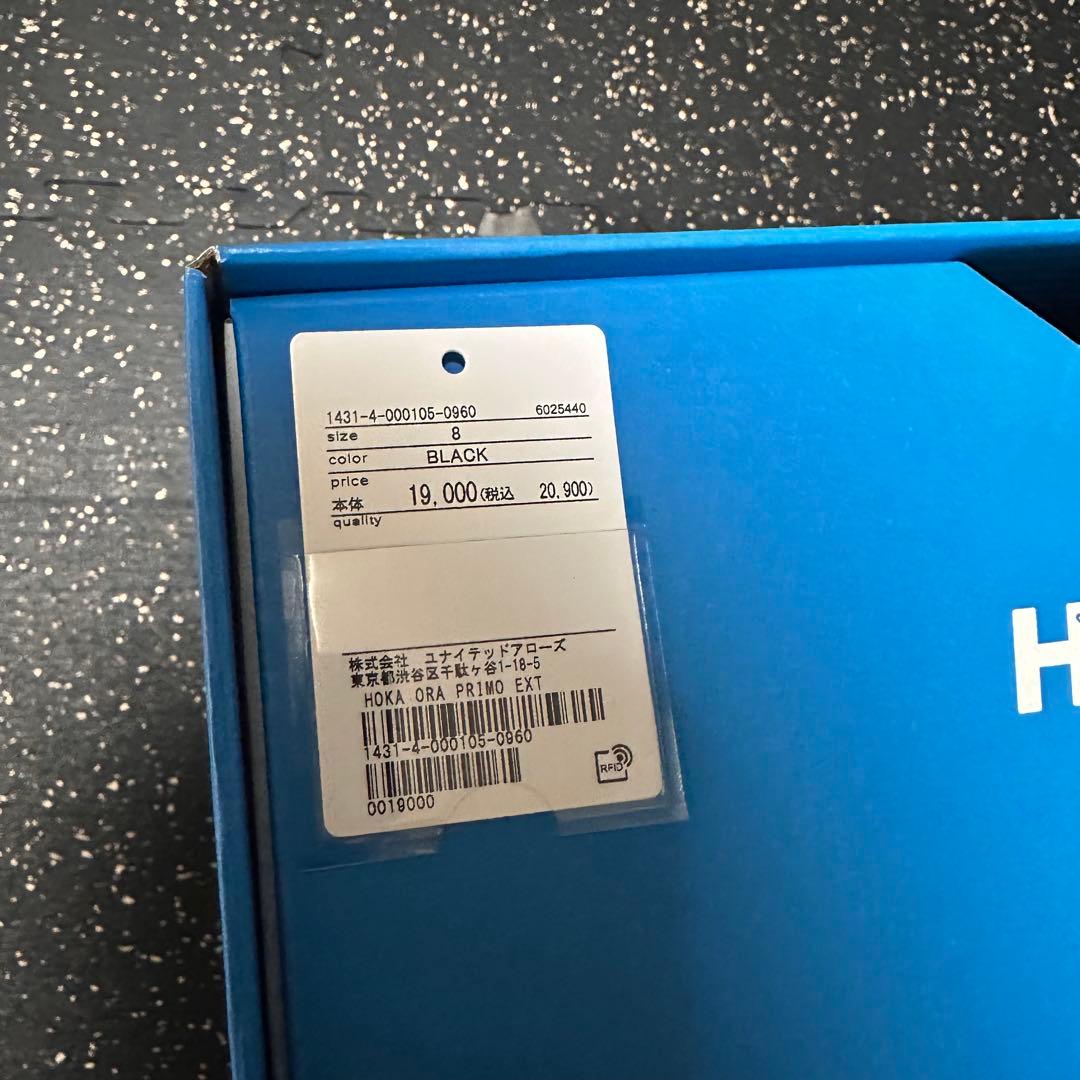 1431-4-000105-0960 6025440
size 8
color BLACK
price
本体 19,000(税込 20,900)
quality
株式会社 ユナイテッドアローズ
東京都渋谷区千駄ヶ谷1-18-5
HOKA ORA PRIMO EXT
1431-4-000105-0960
RFID
0019000
H